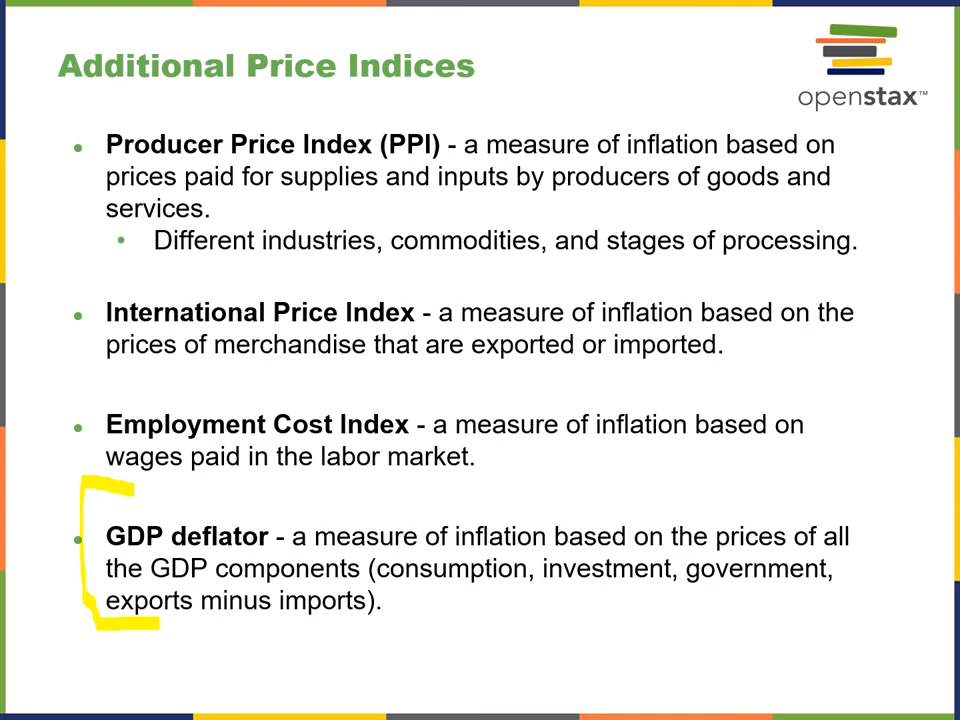 Additional Price Indices
openstax™
• Producer Price Index (PPI) - a measure of inflation based on
prices paid for supplies and inputs by producers of goods and
services.
• Different industries, commodities, and stages of processing.
• International Price Index - a measure of inflation based on the
prices of merchandise that are exported or imported.
• Employment Cost Index - a measure of inflation based on
wages paid in the labor market.
• GDP deflator - a measure of inflation based on the prices of all
the GDP components (consumption, investment, government,
exports minus imports).